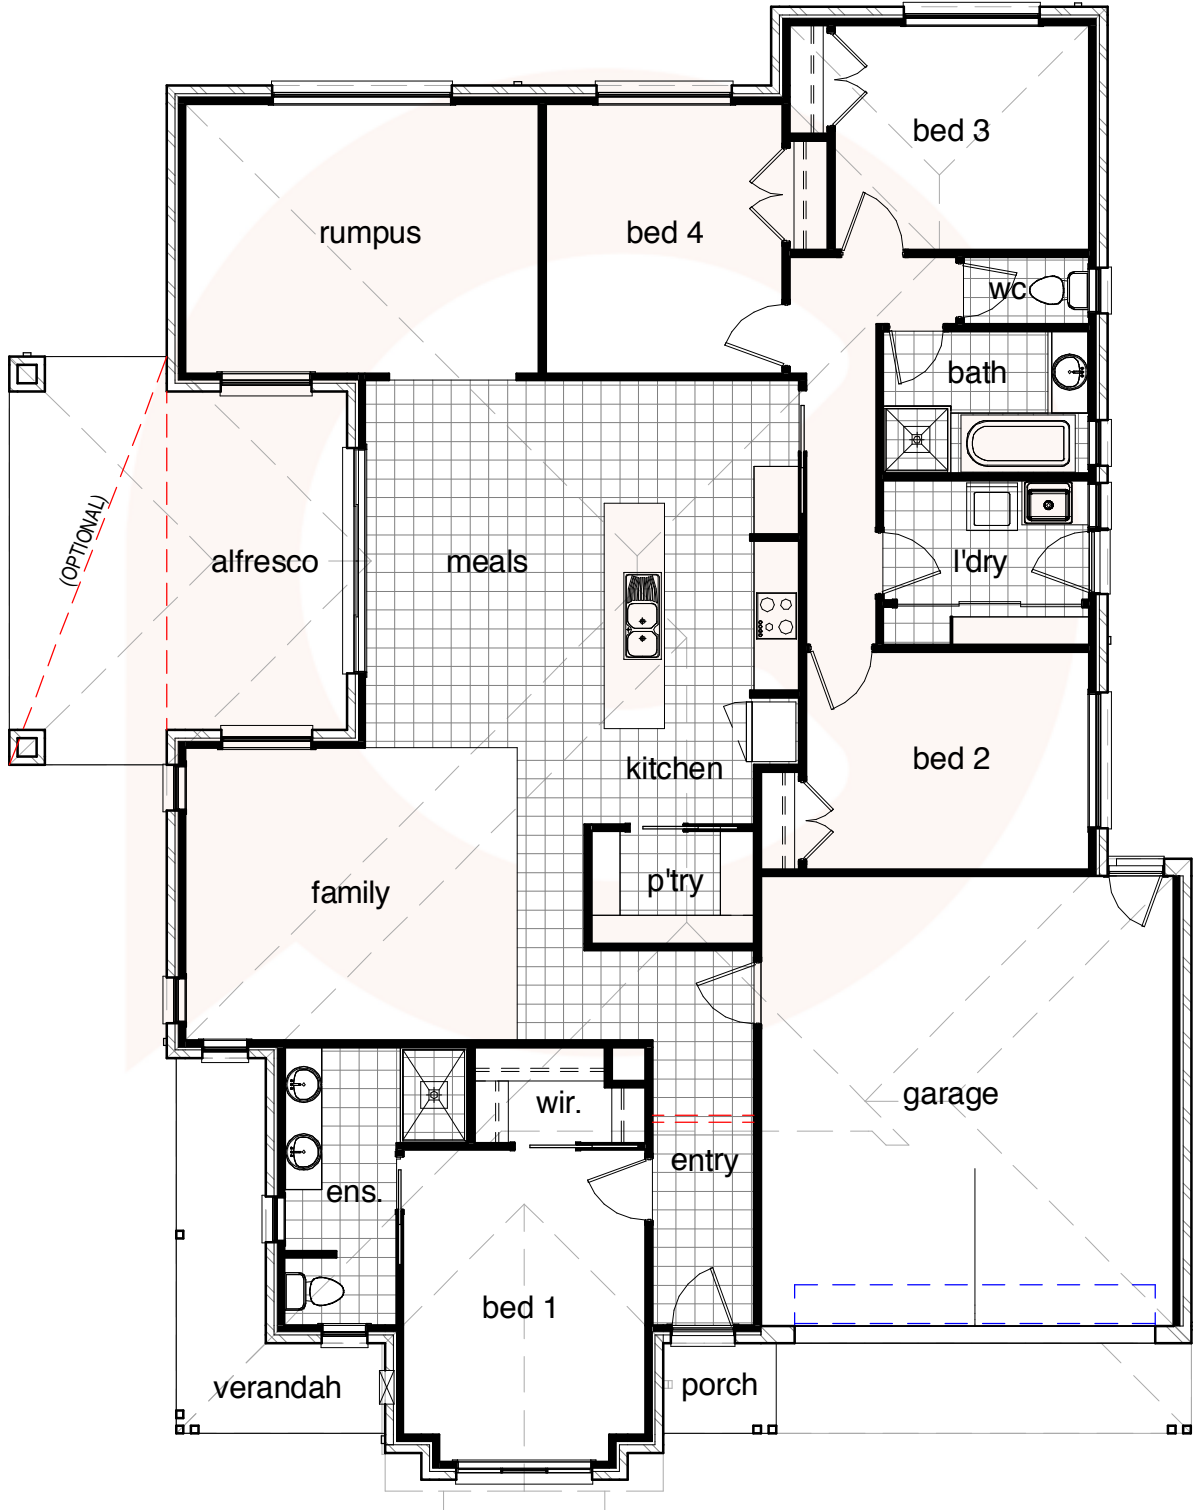 bed 3
rumpus
bed 4
wc
bath
(OPTIONAL)
alfresco
meals
l'dry
bed 2
kitchen
p'try
family
garage
wir.
entry
ens.
bed 1
verandah
porch